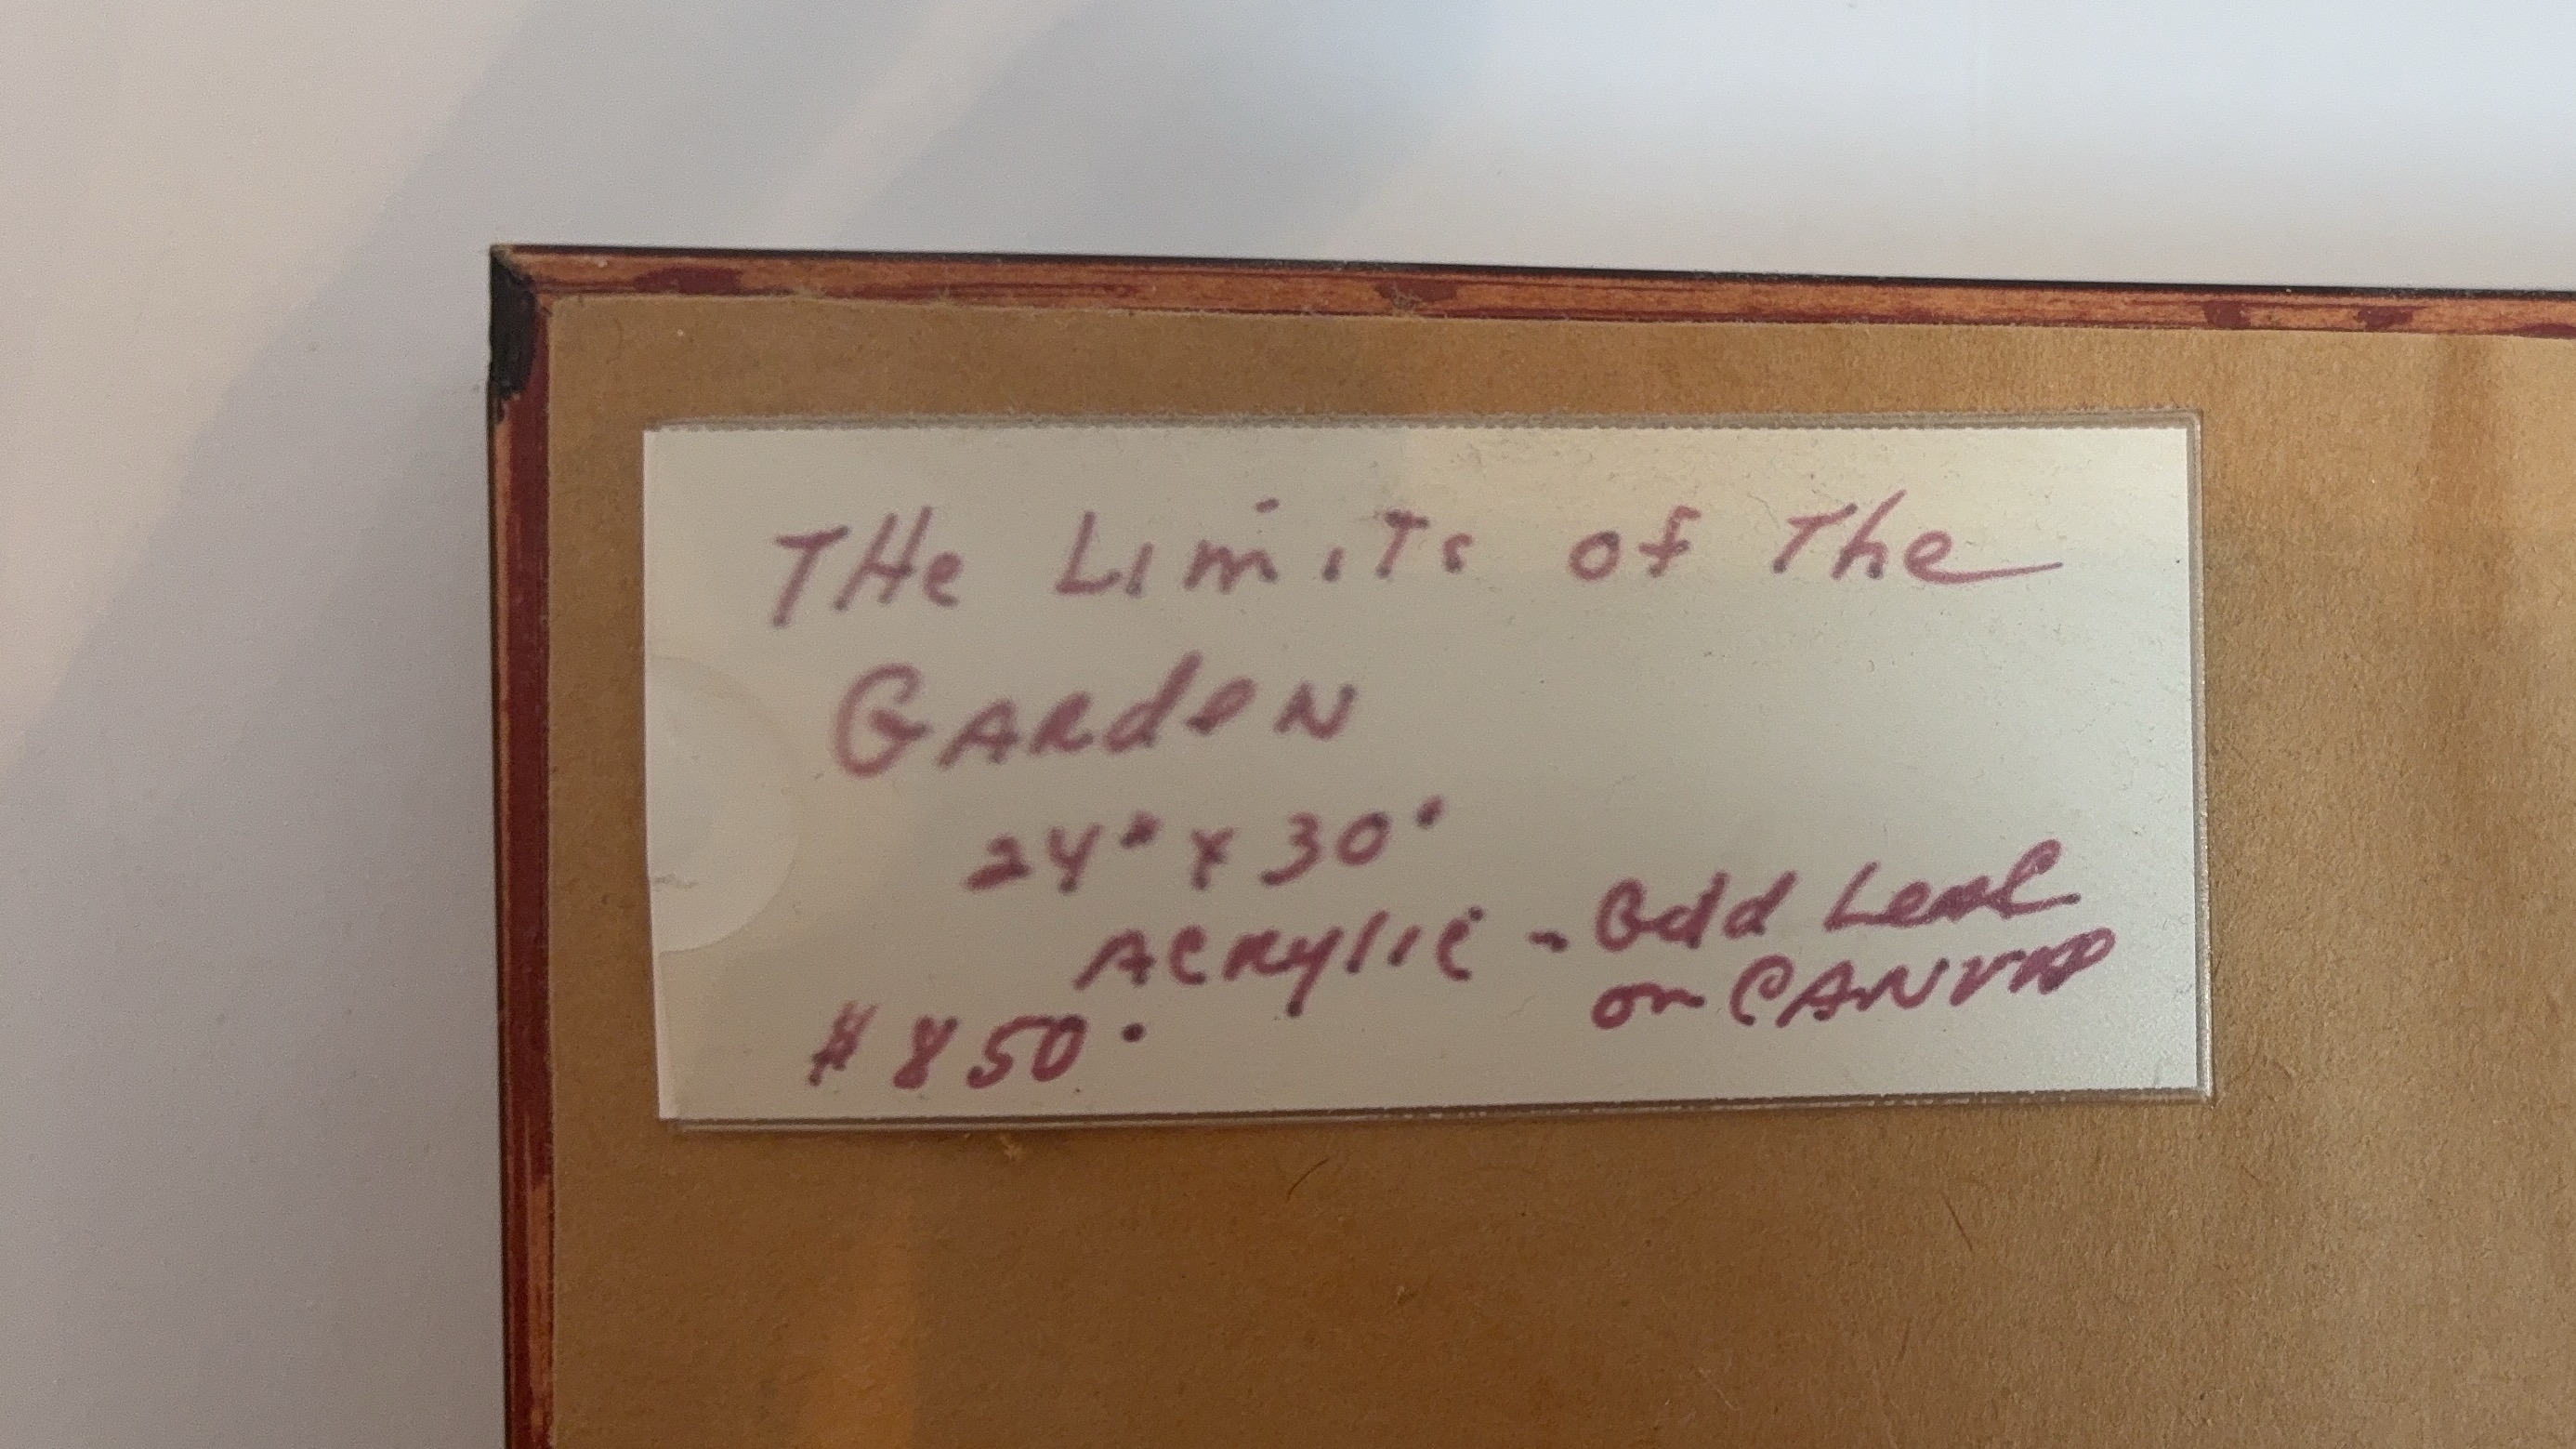 THe Limits of The
GARdeN
24" x 30"
Acrylic - Gold Leaf
on CANVAS
$850.